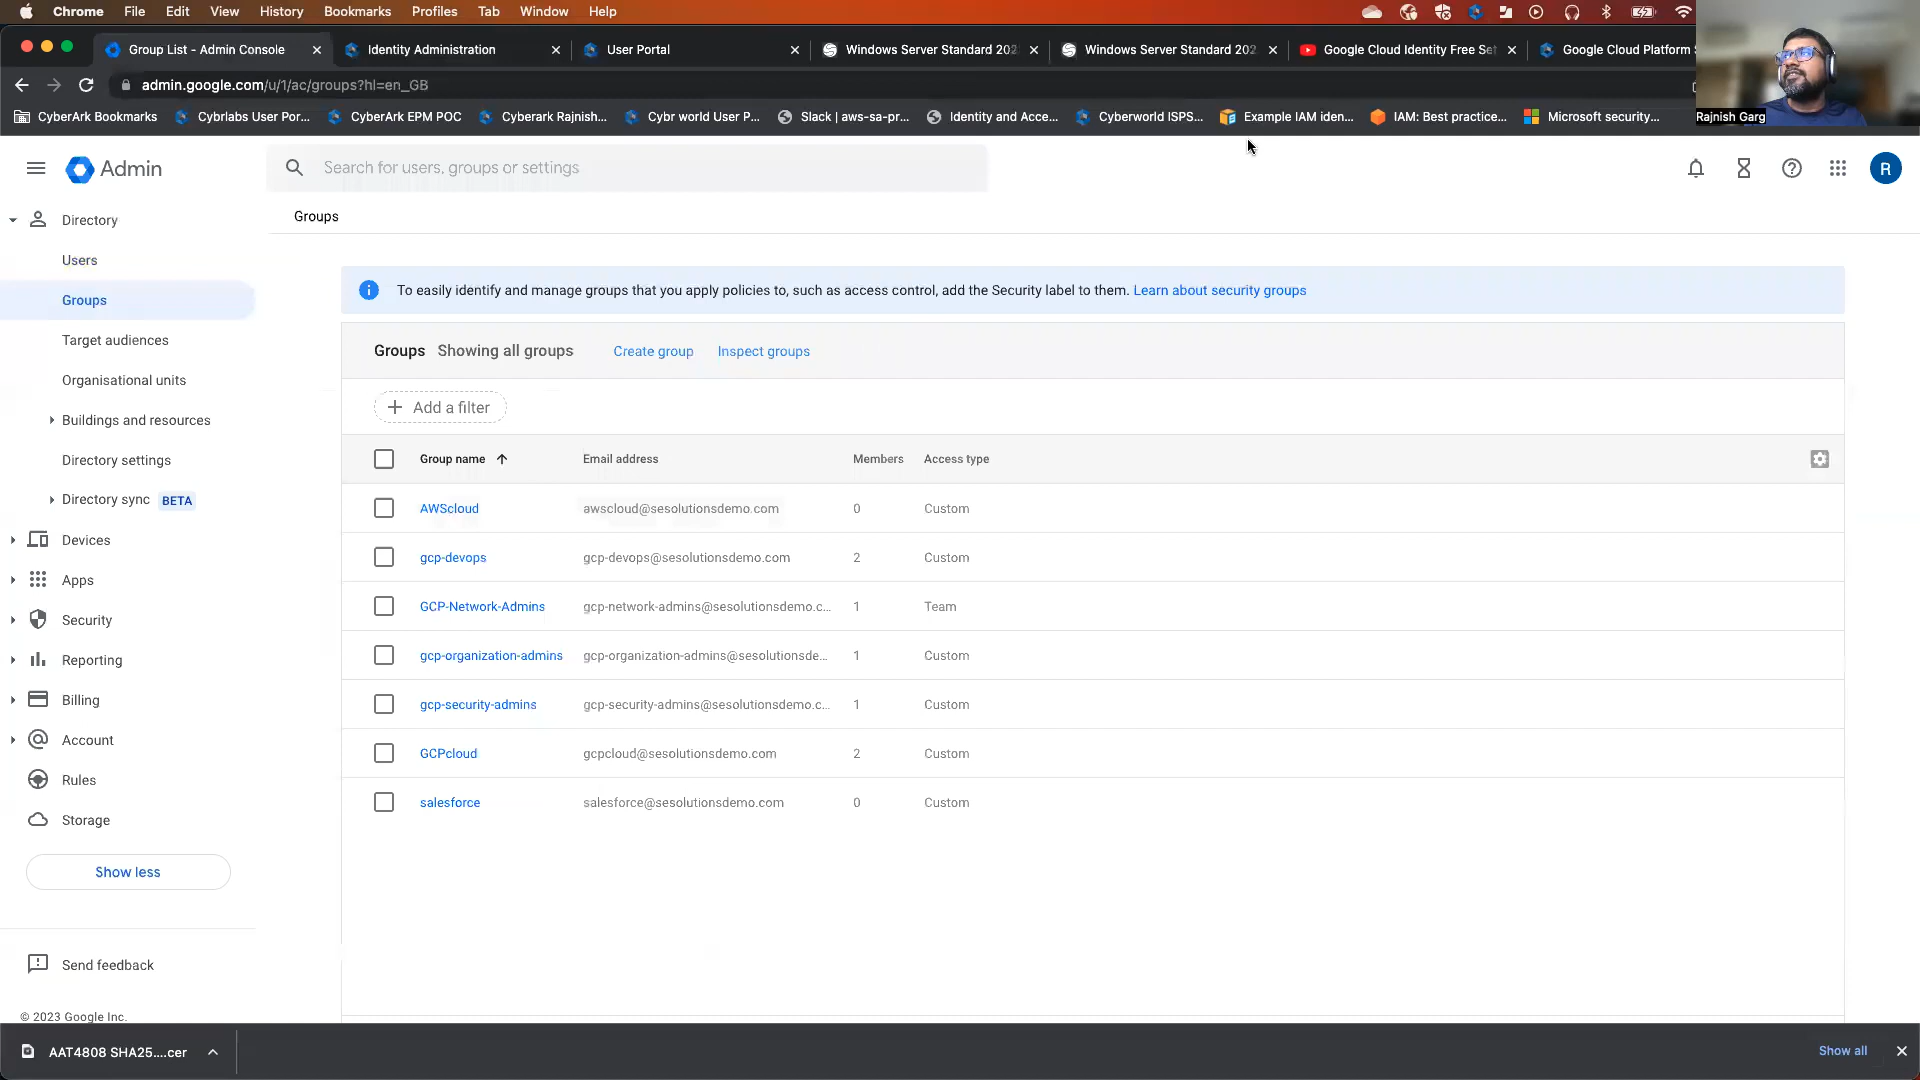 Chrome File Edit View History Bookmarks Profiles Tab Window Help
Group List - Admin Console Identity Administration User Portal Windows Server Standard 202 Windows Server Standard 202 Google Cloud Identity Free Set Google Cloud Platform S
admin.google.com/u/1/ac/groups?hl=en_GB
CyberArk Bookmarks Cybrlabs User Por... CyberArk EPM POC Cyberark Rajnish... Cybr world User P... Slack | aws-sa-pr... Identity and Acce... Cyberworld ISPS... Example IAM iden... IAM: Best practice... Microsoft security...
Rajnish Garg
Admin
Search for users, groups or settings
R
Directory
Users
Groups
Target audiences
Organisational units
Buildings and resources
Directory settings
Directory sync BETA
Devices
Apps
Security
Reporting
Billing
Account
Rules
Storage
Show less
Send feedback
© 2023 Google Inc.
Groups
To easily identify and manage groups that you apply policies to, such as access control, add the Security label to them. Learn about security groups
Groups Showing all groups Create group Inspect groups
Add a filter
Group name Email address Members Access type
AWScloud awscloud@sesolutionsdemo.com 0 Custom
gcp-devops gcp-devops@sesolutionsdemo.com 2 Custom
GCP-Network-Admins gcp-network-admins@sesolutionsdemo.c... 1 Team
gcp-organization-admins gcp-organization-admins@sesolutionsde... 1 Custom
gcp-security-admins gcp-security-admins@sesolutionsdemo.c... 1 Custom
GCPcloud gcpcloud@sesolutionsdemo.com 2 Custom
salesforce salesforce@sesolutionsdemo.com 0 Custom
AAT4808 SHA25....cer
Show all